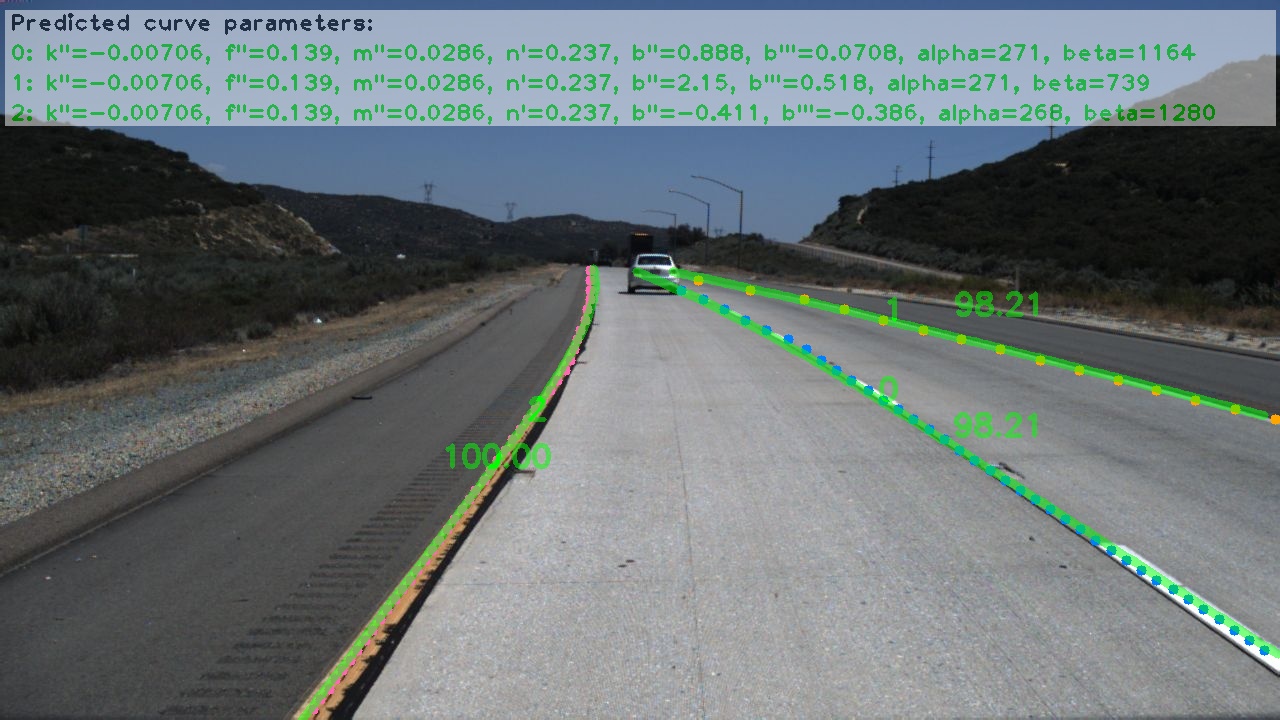 Predicted curve parameters:
0: k''=-0.00706, f''=0.139, m''=0.0286, n'=0.237, b''=0.888, b'''=0.0708, alpha=271, beta=1164
1: k''=-0.00706, f''=0.139, m''=0.0286, n'=0.237, b''=2.15, b'''=0.518, alpha=271, beta=739
2: k''=-0.00706, f''=0.139, m''=0.0286, n'=0.237, b''=-0.411, b'''=-0.386, alpha=268, beta=1280
1 98.21
0
98.21
2
100.00